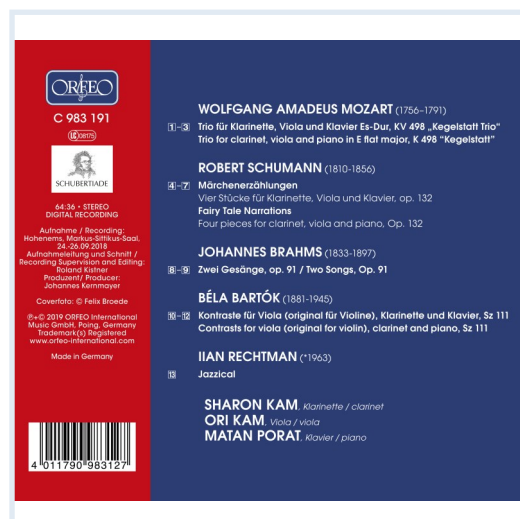 ORFEO
C 983 191
LC 08175
SCHUBERTIADE
64:36 • STEREO
DIGITAL RECORDING
Aufnahme / Recording:
Hohenems, Markus-Sittikus-Saal,
24.-26.09.2018
Aufnahmeleitung und Schnitt /
Recording Supervision and Editing:
Roland Kistner
Produzent/ Producer:
Johannes Kernmayer
Coverfoto: © Felix Broede
℗+© 2019 ORFEO International
Music GmbH, Poing, Germany
Trademark(s) Registered
www.orfeo-international.com
Made in Germany
4 011790 983127
WOLFGANG AMADEUS MOZART (1756–1791)
1–3 Trio für Klarinette, Viola und Klavier Es-Dur, KV 498 „Kegelstatt Trio“
Trio for clarinet, viola and piano in E flat major, K 498 “Kegelstatt”
ROBERT SCHUMANN (1810-1856)
4–7 Märchenerzählungen
Vier Stücke für Klarinette, Viola und Klavier, op. 132
Fairy Tale Narrations
Four pieces for clarinet, viola and piano, Op. 132
JOHANNES BRAHMS (1833-1897)
8–9 Zwei Gesänge, op. 91 / Two Songs, Op. 91
BÉLA BARTÓK (1881-1945)
10–12 Kontraste für Viola (original für Violine), Klarinette und Klavier, Sz 111
Contrasts for viola (original for violin), clarinet and piano, Sz 111
IIAN RECHTMAN (*1963)
13 Jazzical
SHARON KAM, Klarinette / clarinet
ORI KAM, Viola / viola
MATAN PORAT, Klavier / piano